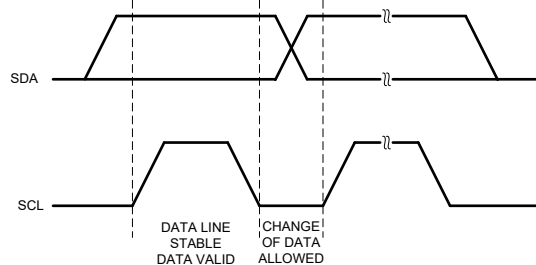 SDA
SCL
DATA LINE
STABLE
DATA VALID
CHANGE
OF DATA
ALLOWED